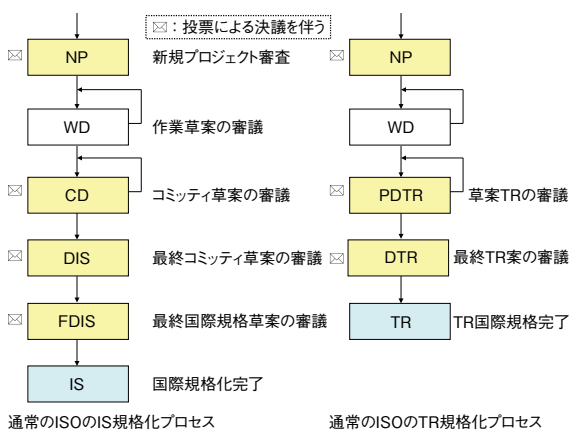 ✉：投票による決議を伴う
NP
新規プロジェクト審査
WD
作業草案の審議
CD
コミッティ草案の審議
DIS
最終コミッティ草案の審議
FDIS
最終国際規格草案の審議
IS
国際規格化完了
通常のISOのIS規格化プロセス
NP
WD
PDTR
草案TRの審議
DTR
最終TR案の審議
TR
TR国際規格完了
通常のISOのTR規格化プロセス